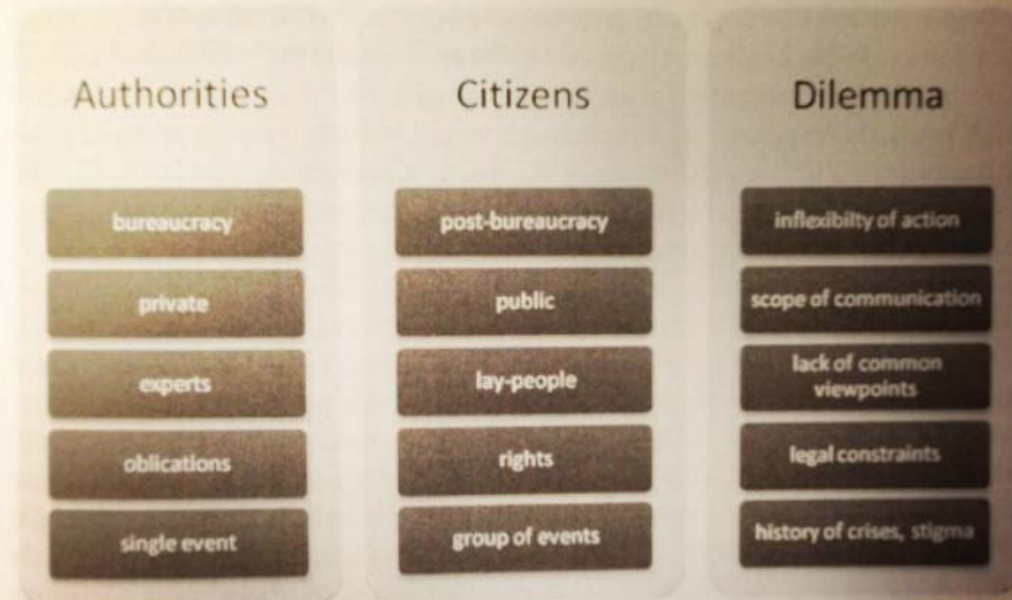 Authorities
Citizens
Dilemma
bureaucracy
post-bureaucracy
inflexibilty of action
private
public
scope of communication
experts
lay-people
lack of common
viewpoints
oblications
rights
legal constraints
single event
group of events
history of crises, stigma